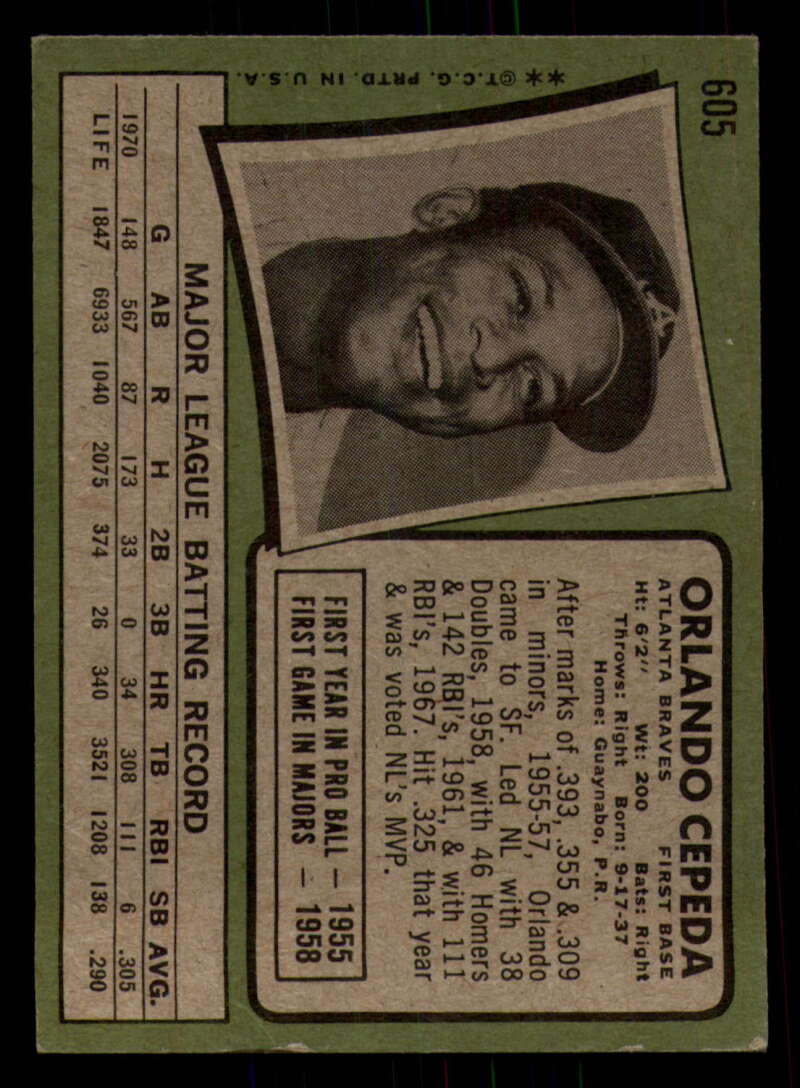 605
**©T.C.G. PRTD. IN U.S.A.
A
ORLANDO CEPEDA
ATLANTA BRAVES FIRST BASE
Ht: 6'2" Wt: 200 Bats: Right
Throws: Right Born: 9-17-37
Home: Guaynabo, P.R.
After marks of .393, .355 & .309
in minors, 1955-57, Orlando
came to SF. Led NL with 38
Doubles, 1958, with 46 Homers
& 142 RBI's, 1961, & with 111
RBI's, 1967. Hit .325 that year
& was voted NL's MVP.
FIRST YEAR IN PRO BALL — 1955
FIRST GAME IN MAJORS — 1958
MAJOR LEAGUE BATTING RECORD
G AB R H 2B 3B HR TB RBI SB AVG.
1970 148 567 87 173 33 0 34 308 111 6 .305
LIFE 1847 6933 1040 2075 374 26 340 3521 1208 138 .290